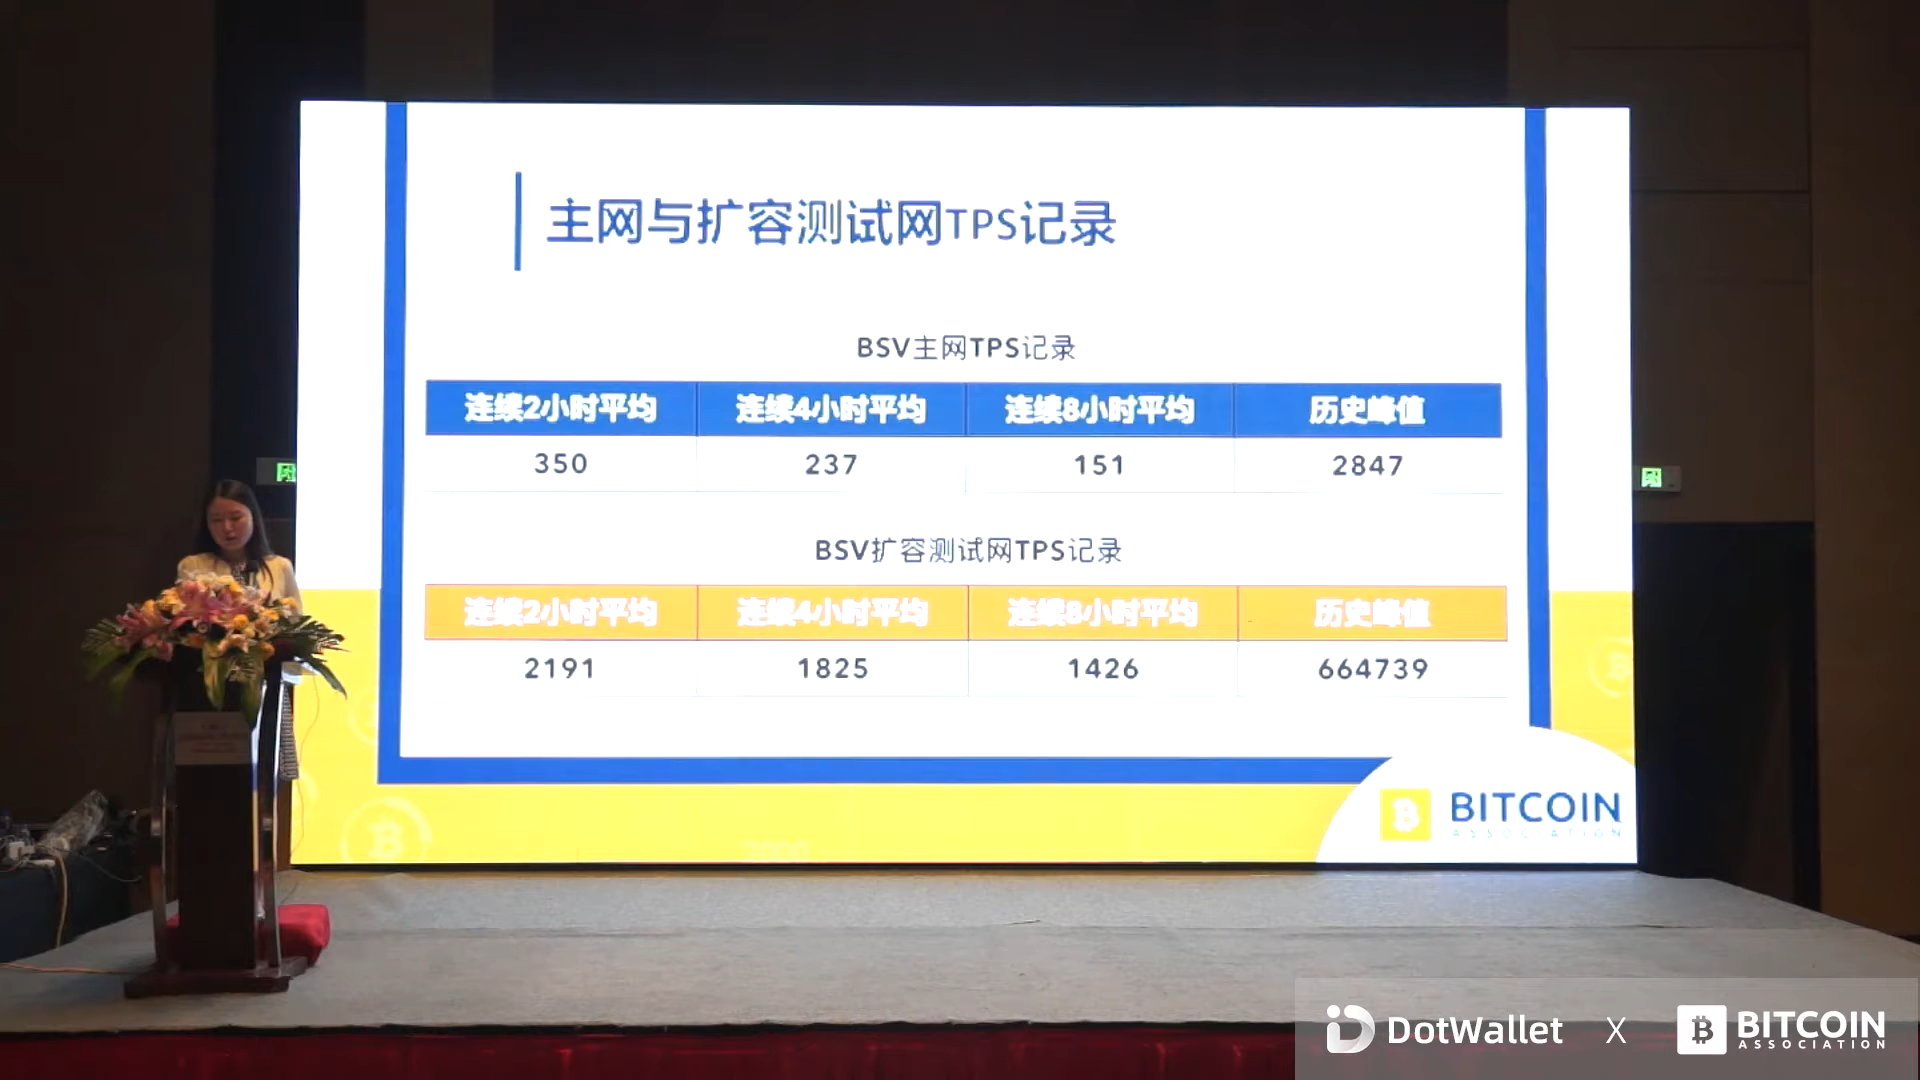 主网与扩容测试网TPS记录
BSV主网TPS记录
连续2小时平均 连续4小时平均 连续8小时平均 历史峰值
350 237 151 2847
BSV扩容测试网TPS记录
连续2小时平均 连续4小时平均 连续8小时平均 历史峰值
2191 1825 1426 664739
BITCOIN
ASSOCIATION
DotWallet X BITCOIN
ASSOCIATION